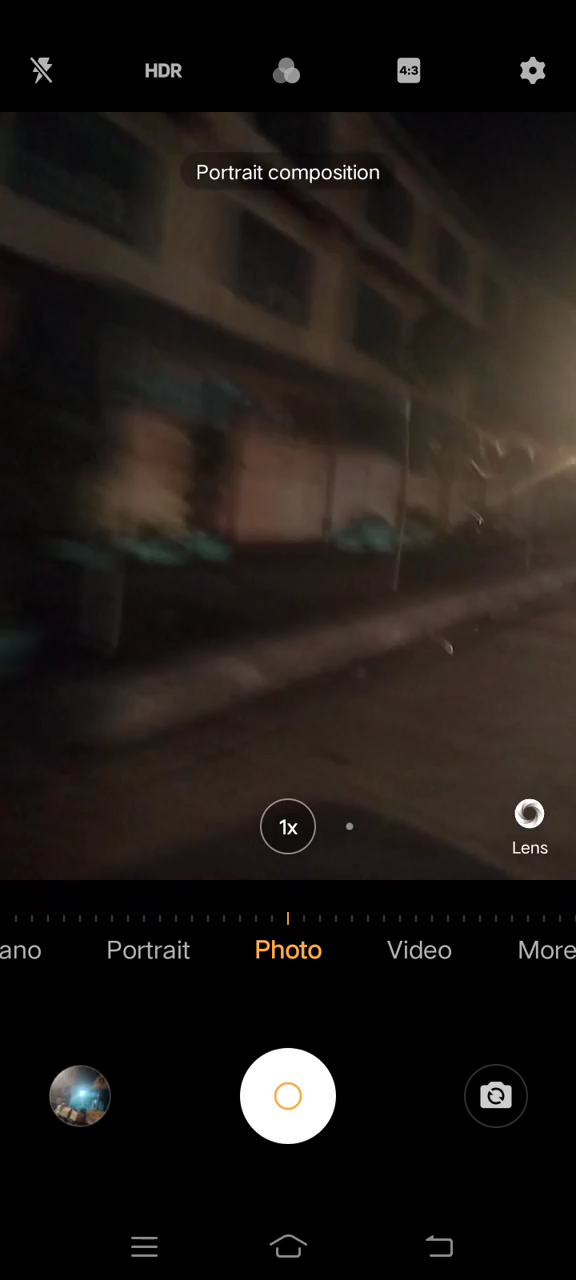 HDR
4:3
Portrait composition
1x
Lens
ano
Portrait
Photo
Video
More